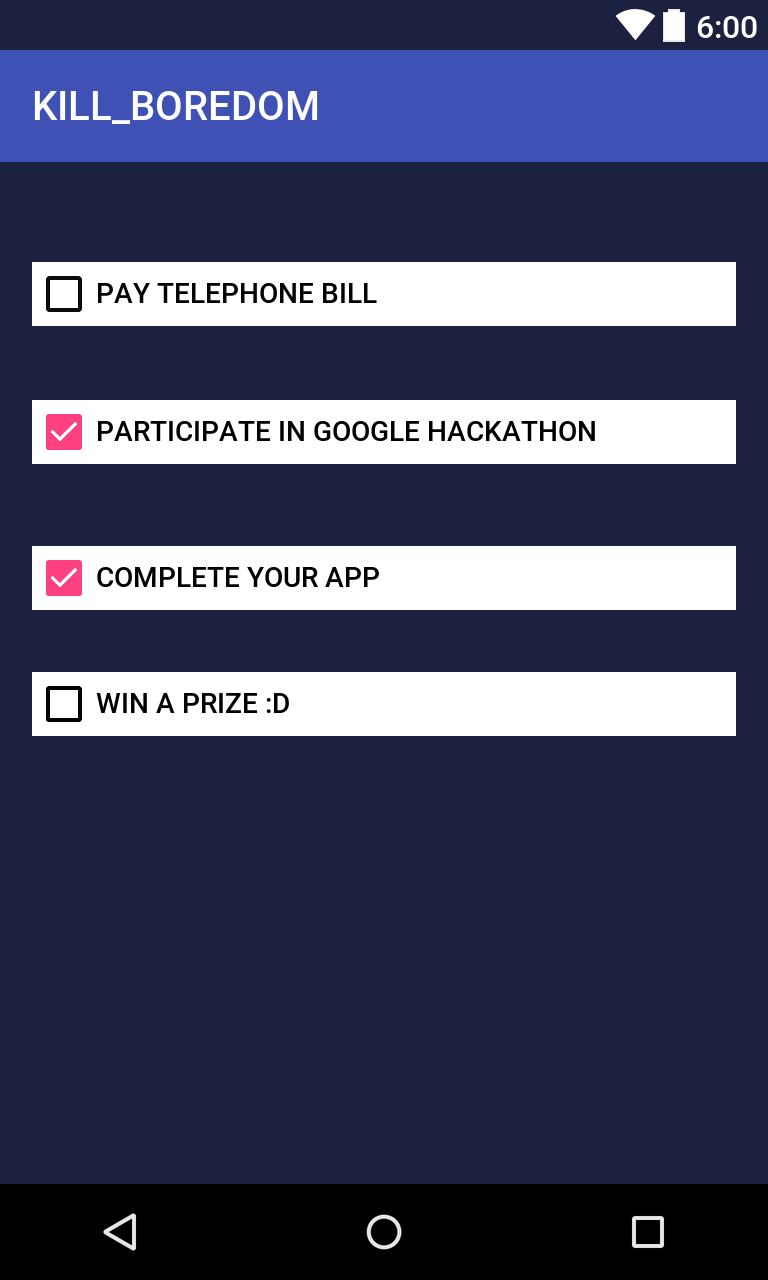 6:00
KILL_BOREDOM
PAY TELEPHONE BILL
PARTICIPATE IN GOOGLE HACKATHON
COMPLETE YOUR APP
WIN A PRIZE :D